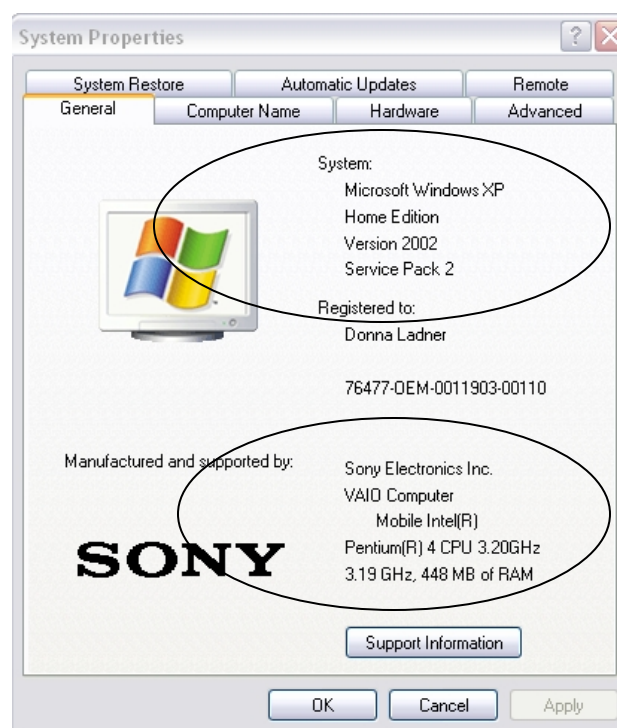 System Properties
System Restore Automatic Updates Remote
General Computer Name Hardware Advanced
System:
Microsoft Windows XP
Home Edition
Version 2002
Service Pack 2
Registered to:
Donna Ladner
76477-OEM-0011903-00110
Manufactured and supported by:
Sony Electronics Inc.
VAIO Computer
Mobile Intel(R)
Pentium(R) 4 CPU 3.20GHz
3.19 GHz, 448 MB of RAM
SONY
Support Information
OK Cancel Apply